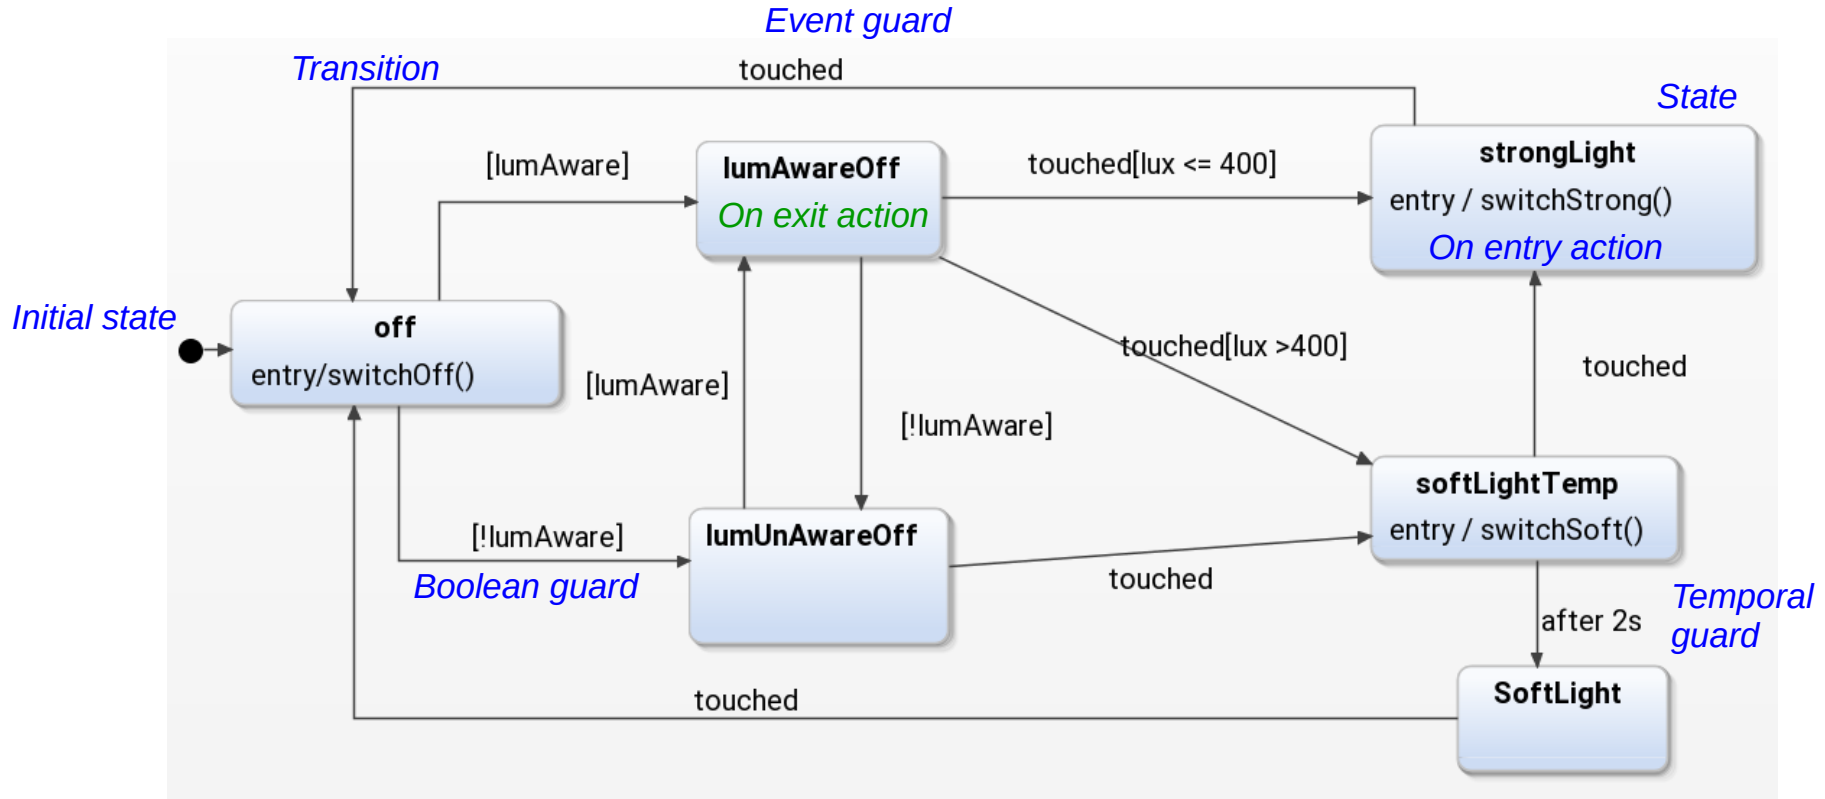 Event guard
Transition
touched
State
[lumAware]
lumAwareOff
On exit action
touched[lux <= 400]
strongLight
entry / switchStrong()
On entry action
Initial state
off
entry/switchOff()
[lumAware]
touched[lux >400]
touched
[!lumAware]
softLightTemp
entry / switchSoft()
[!lumAware]
Boolean guard
lumUnAwareOff
touched
after 2s
Temporal
guard
touched
SoftLight